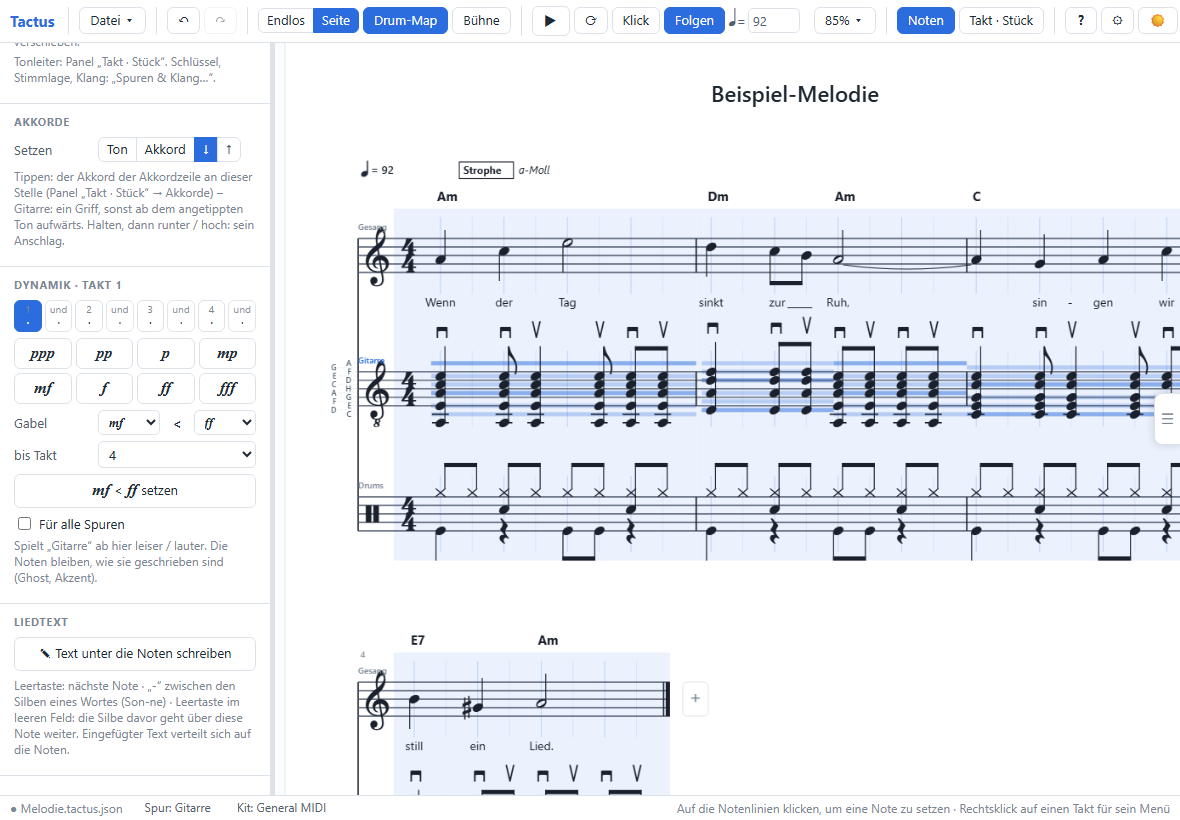 Tactus
Datei
Endlos Seite Drum-Map Bühne
Klick Folgen = 92 85%
Noten Takt · Stück ?
verschieben.
Tonleiter: Panel „Takt · Stück“. Schlüssel,
Stimmlage, Klang: „Spuren & Klang…“.
AKKORDE
Setzen Ton Akkord ↓ ↑
Tippen: der Akkord der Akkordzeile an dieser
Stelle (Panel „Takt · Stück“ → Akkorde) –
Gitarre: ein Griff, sonst ab dem angetippten
Ton aufwärts. Halten, dann runter / hoch: sein
Anschlag.
DYNAMIK · TAKT 1
1 und 2 und 3 und 4 und
ppp pp p mp
mf f ff fff
Gabel mf < ff
bis Takt 4
mf < ff setzen
Für alle Spuren
Spielt „Gitarre“ ab hier leiser / lauter. Die
Noten bleiben, wie sie geschrieben sind
(Ghost, Akzent).
LIEDTEXT
Text unter die Noten schreiben
Leertaste: nächste Note · „-“ zwischen den
Silben eines Wortes (Son-ne) · Leertaste im
leeren Feld: die Silbe davor geht über diese
Note weiter. Eingefügter Text verteilt sich auf
die Noten.
Beispiel-Melodie
= 92 Strophe a-Moll
Am Dm Am C
Gesang
Wenn der Tag sinkt zur Ruh, sin - gen wir
Gitarre
G E C A F D
A F D H G E C
8
Drums
E7 Am
4
Gesang
+
still ein Lied.
Melodie.tactus.json Spur: Gitarre Kit: General MIDI
Auf die Notenlinien klicken, um eine Note zu setzen · Rechtsklick auf einen Takt für sein Menü